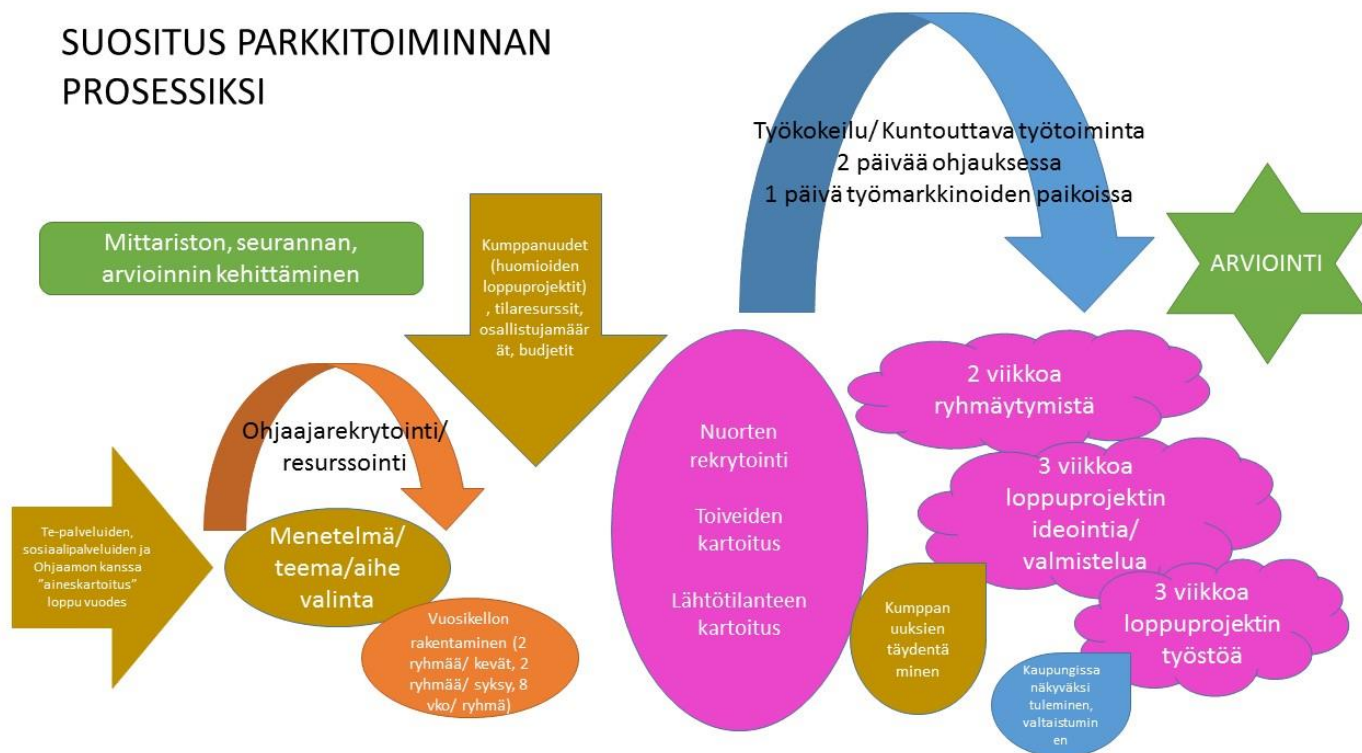 SUOSITUS PARKKITOIMINNAN
PROSESSIKSI
Työkokeilu/ Kuntouttava työtoiminta
2 päivää ohjauksessa
1 päivä työmarkkinoiden paikoissa
Mittariston, seurannan,
arvioinnin kehittäminen
Kumppanuudet
(huomioiden
loppuprojektit)
, tilaresurssit,
osallistujamäär
ät, budjetit
ARVIOINTI
Ohjaajarekrytointi/
resurssointi
Te-palveluiden,
sosiaalipalveluiden ja
Ohjaamon kanssa
”aineskartoitus”
loppu vuodes
Menetelmä/
teema/aihe
valinta
Vuosikellon
rakentaminen (2
ryhmää/ kevät, 2
ryhmää/ syksy, 8
vko/ ryhmä)
Nuorten
rekrytointi
Toiveiden
kartoitus
Lähtötilanteen
kartoitus
2 viikkoa
ryhmäytymistä
3 viikkoa
loppuprojektin
ideointia/
valmistelua
3 viikkoa
loppuprojektin
työstöä
Kumppan
uuksien
täydentä
minen
Kaupungissa
näkyväksi
tuleminen,
valtaistumin
en